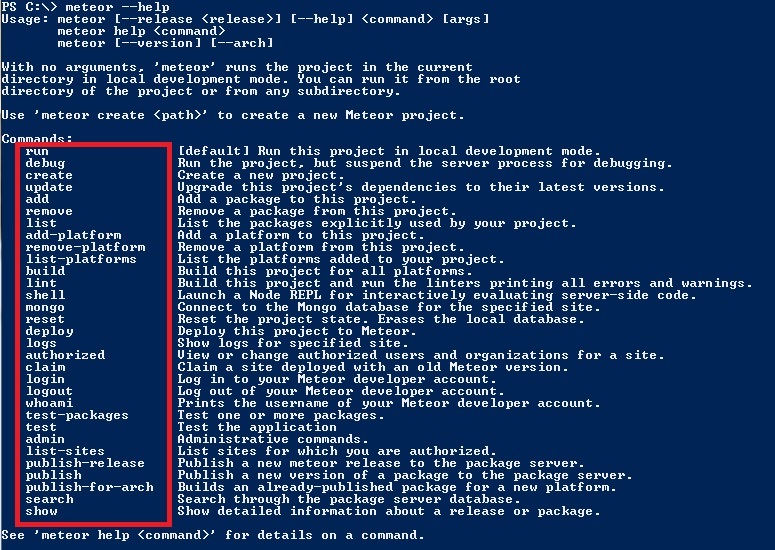 PS C:\> meteor --help
Usage: meteor [--release <release>] [--help] <command> [args]
       meteor help <command>
       meteor [--version] [--arch]

With no arguments, 'meteor' runs the project in the current
directory in local development mode. You can run it from the root
directory of the project or from any subdirectory.

Use 'meteor create <path>' to create a new Meteor project.

Commands:
   run                [default] Run this project in local development mode.
   debug              Run the project, but suspend the server process for debugging.
   create             Create a new project.
   update             Upgrade this project's dependencies to their latest versions.
   add                Add a package to this project.
   remove             Remove a package from this project.
   list               List the packages explicitly used by your project.
   add-platform       Add a platform to this project.
   remove-platform    Remove a platform from this project.
   list-platforms     List the platforms added to your project.
   build              Build this project for all platforms.
   lint               Build this project and run the linters printing all errors and warnings.
   shell              Launch a Node REPL for interactively evaluating server-side code.
   mongo              Connect to the Mongo database for the specified site.
   reset              Reset the project state. Erases the local database.
   deploy             Deploy this project to Meteor.
   logs               Show logs for specified site.
   authorized         View or change authorized users and organizations for a site.
   claim              Claim a site deployed with an old Meteor version.
   login              Log in to your Meteor developer account.
   logout             Log out of your Meteor developer account.
   whoami             Prints the username of your Meteor developer account.
   test-packages      Test one or more packages.
   test               Test the application
   admin              Administrative commands.
   list-sites         List sites for which you are authorized.
   publish-release    Publish a new meteor release to the package server.
   publish            Publish a new version of a package to the package server.
   publish-for-arch   Builds an already-published package for a new platform.
   search             Search through the package server database.
   show               Show detailed information about a release or package.

See 'meteor help <command>' for details on a command.